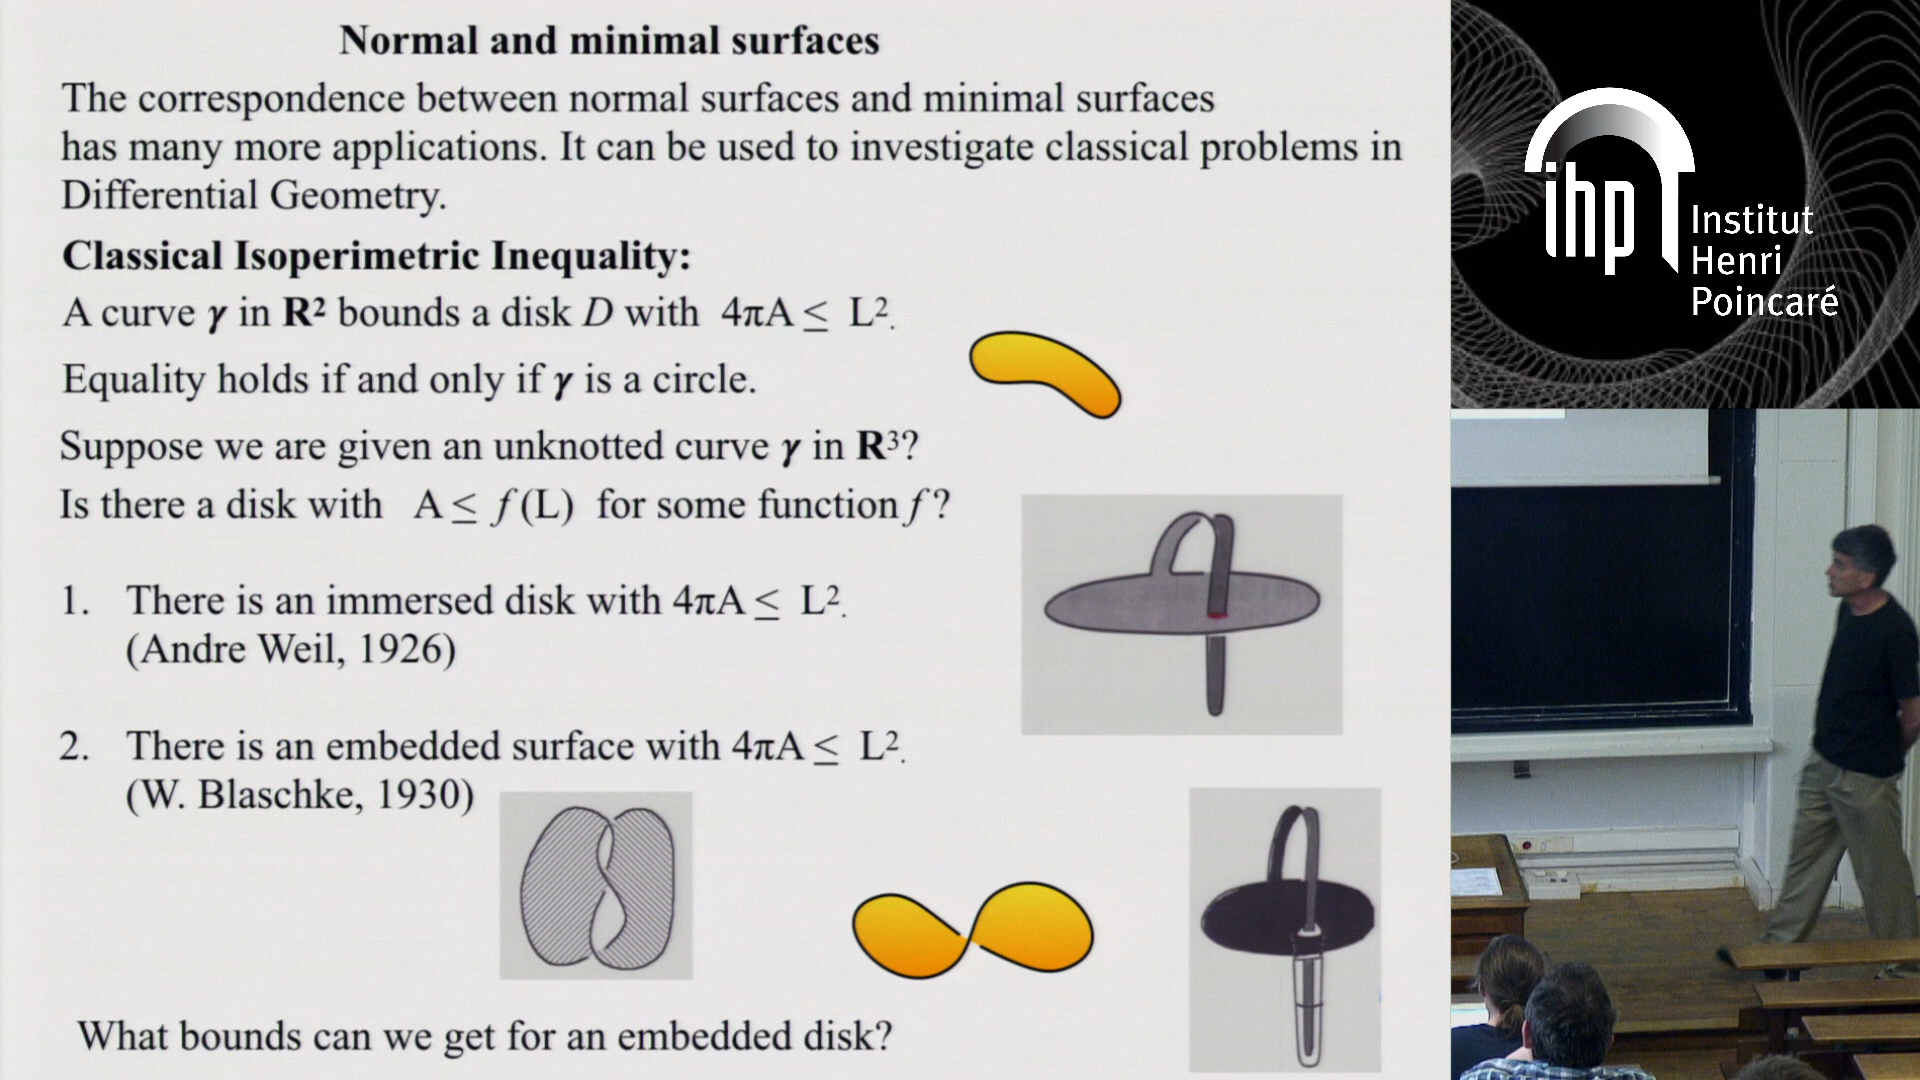 Normal and minimal surfaces
The correspondence between normal surfaces and minimal surfaces
has many more applications. It can be used to investigate classical problems in
Differential Geometry.
Classical Isoperimetric Inequality:
A curve γ in R² bounds a disk D with 4πA ≤ L².
Equality holds if and only if γ is a circle.
Suppose we are given an unknotted curve γ in R³?
Is there a disk with A ≤ f(L) for some function f?
1. There is an immersed disk with 4πA ≤ L².
(Andre Weil, 1926)
2. There is an embedded surface with 4πA ≤ L².
(W. Blaschke, 1930)
What bounds can we get for an embedded disk?
ihp
Institut
Henri
Poincaré